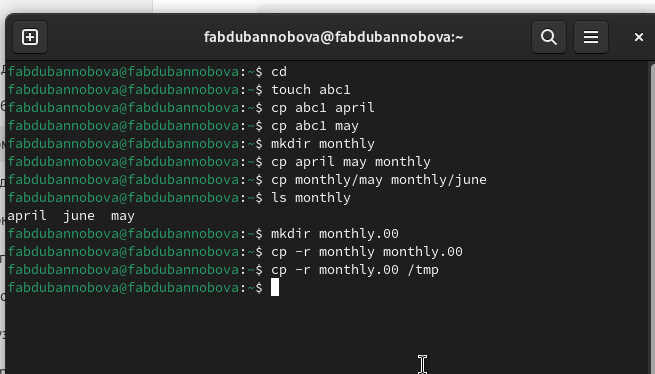 fabdubannobova@fabdubannobova:~
fabdubannobova@fabdubannobova:~$ cd
fabdubannobova@fabdubannobova:~$ touch abc1
fabdubannobova@fabdubannobova:~$ cp abc1 april
fabdubannobova@fabdubannobova:~$ cp abc1 may
fabdubannobova@fabdubannobova:~$ mkdir monthly
fabdubannobova@fabdubannobova:~$ cp april may monthly
fabdubannobova@fabdubannobova:~$ cp monthly/may monthly/june
fabdubannobova@fabdubannobova:~$ ls monthly
april  june  may
fabdubannobova@fabdubannobova:~$ mkdir monthly.00
fabdubannobova@fabdubannobova:~$ cp -r monthly monthly.00
fabdubannobova@fabdubannobova:~$ cp -r monthly.00 /tmp
fabdubannobova@fabdubannobova:~$